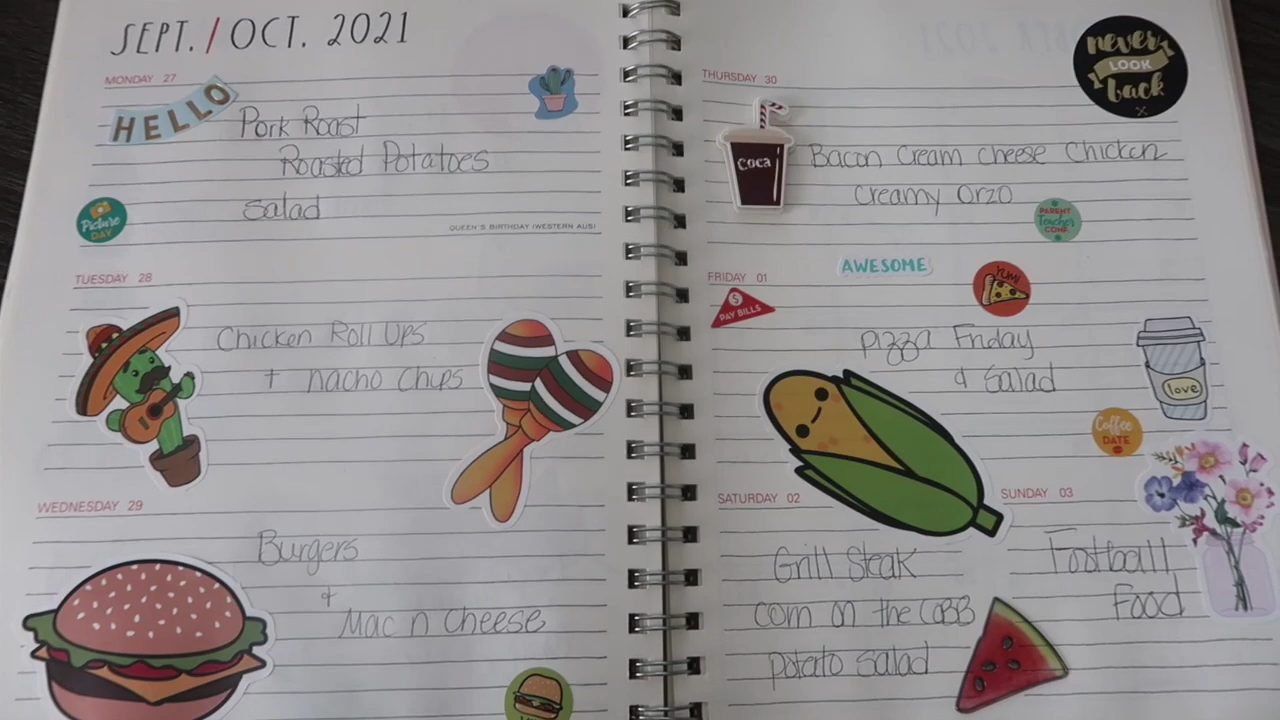 SEPT. / OCT. 2021
MONDAY 27
HELLO
Pork Roast
Roasted Potatoes
Salad
Picture DAY
QUEEN'S BIRTHDAY (WESTERN AUS)
TUESDAY 28
Chicken Roll Ups
+ nacho Chips
WEDNESDAY 29
Burgers
+
Mac n Cheese
THURSDAY 30
never
LOOK
back
COCA
Bacon Cream Cheese Chicken
Creamy Orzo
PARENT
Teacher
CONF.
AWESOME
FRIDAY 01
YUM!
$
PAY BILLS
Pizza Friday
& Salad
love
Coffee
DATE
SATURDAY 02
Grill Steak
corn on the CoBB
potato salad
SUNDAY 03
Football
Food